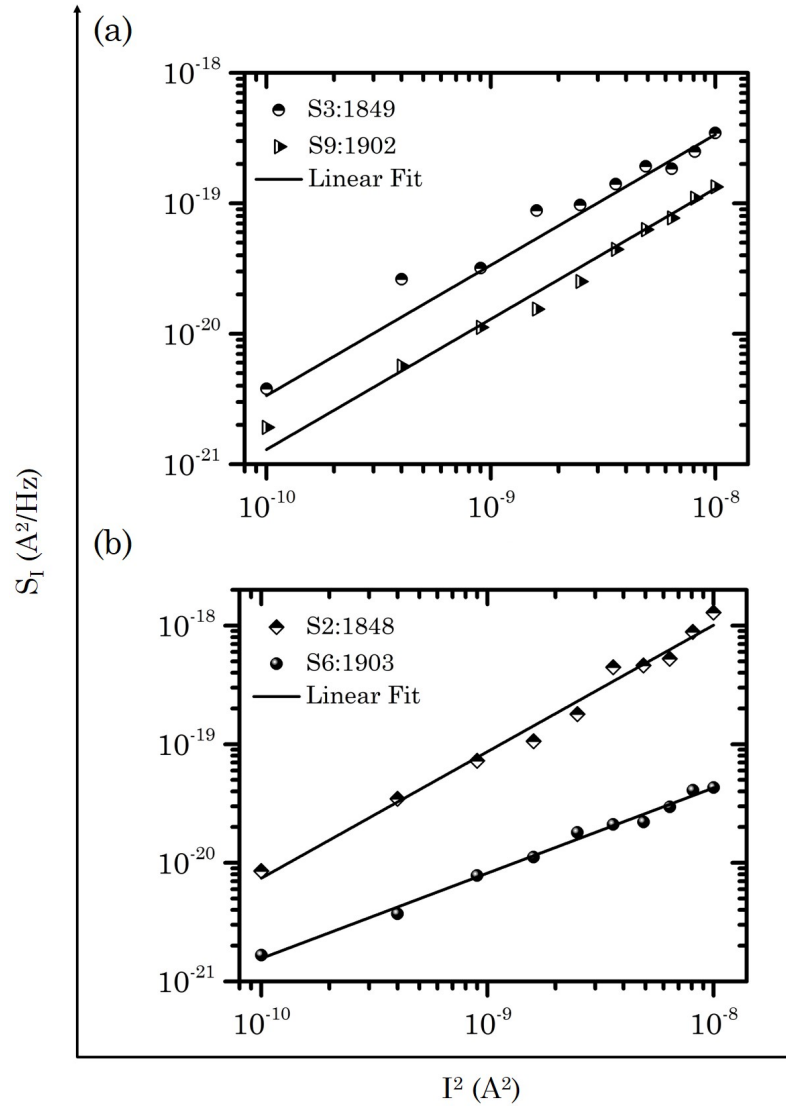 (a)
10⁻¹⁸
S3:1849
S9:1902
Linear Fit
10⁻¹⁹
10⁻²⁰
10⁻²¹
10⁻¹⁰ 10⁻⁹ 10⁻⁸
S_I (A²/Hz)
(b)
10⁻¹⁸
S2:1848
S6:1903
Linear Fit
10⁻¹⁹
10⁻²⁰
10⁻²¹
10⁻¹⁰ 10⁻⁹ 10⁻⁸
I² (A²)